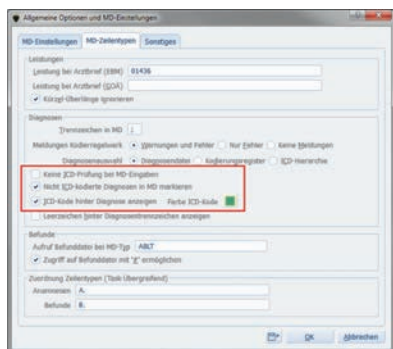 Allgemeine Optionen und MD-Einstellungen
MD-Einstellungen MD-Zeilentypen Sonstiges
Leistungen
Leistung bei Arztbrief (EBM) 01436
Leistung bei Arztbrief (GOÄ)
Kürzel-Überlänge ignorieren
Diagnosen
Trennzeichen in MD ;
Meldungen Kodierregelwerk Warnungen und Fehler Nur Fehler Keine Meldungen
Diagnosenauswahl Diagnosendatei Kodierungsregister ICD-Hierarchie
Keine ICD-Prüfung bei MD-Eingaben
Nicht ICD-kodierte Diagnosen in MD markieren
ICD-Kode hinter Diagnose anzeigen Farbe ICD-Kode
Leerzeichen hinter Diagnosentrennzeichen anzeigen
Befunde
Aufruf Befunddatei bei MD-Typ ABLT
Zugriff auf Befunddatei mit ermöglichen
Zuordnung Zeilentypen (Task Übergreifend)
Anamnesen A.
Befunde B.
OK Abbrechen